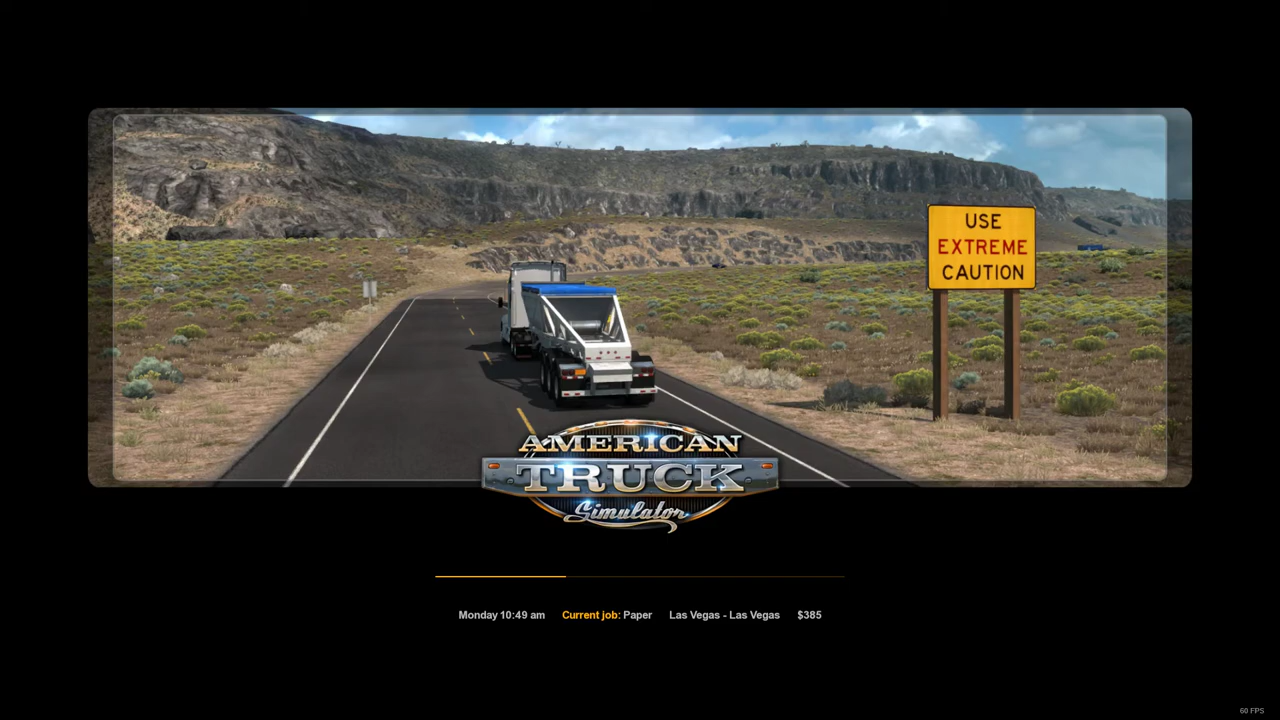 USE
EXTREME
CAUTION
AMERICAN
TRUCK
Simulator
Monday 10:49 am Current job: Paper Las Vegas - Las Vegas $385
60 FPS